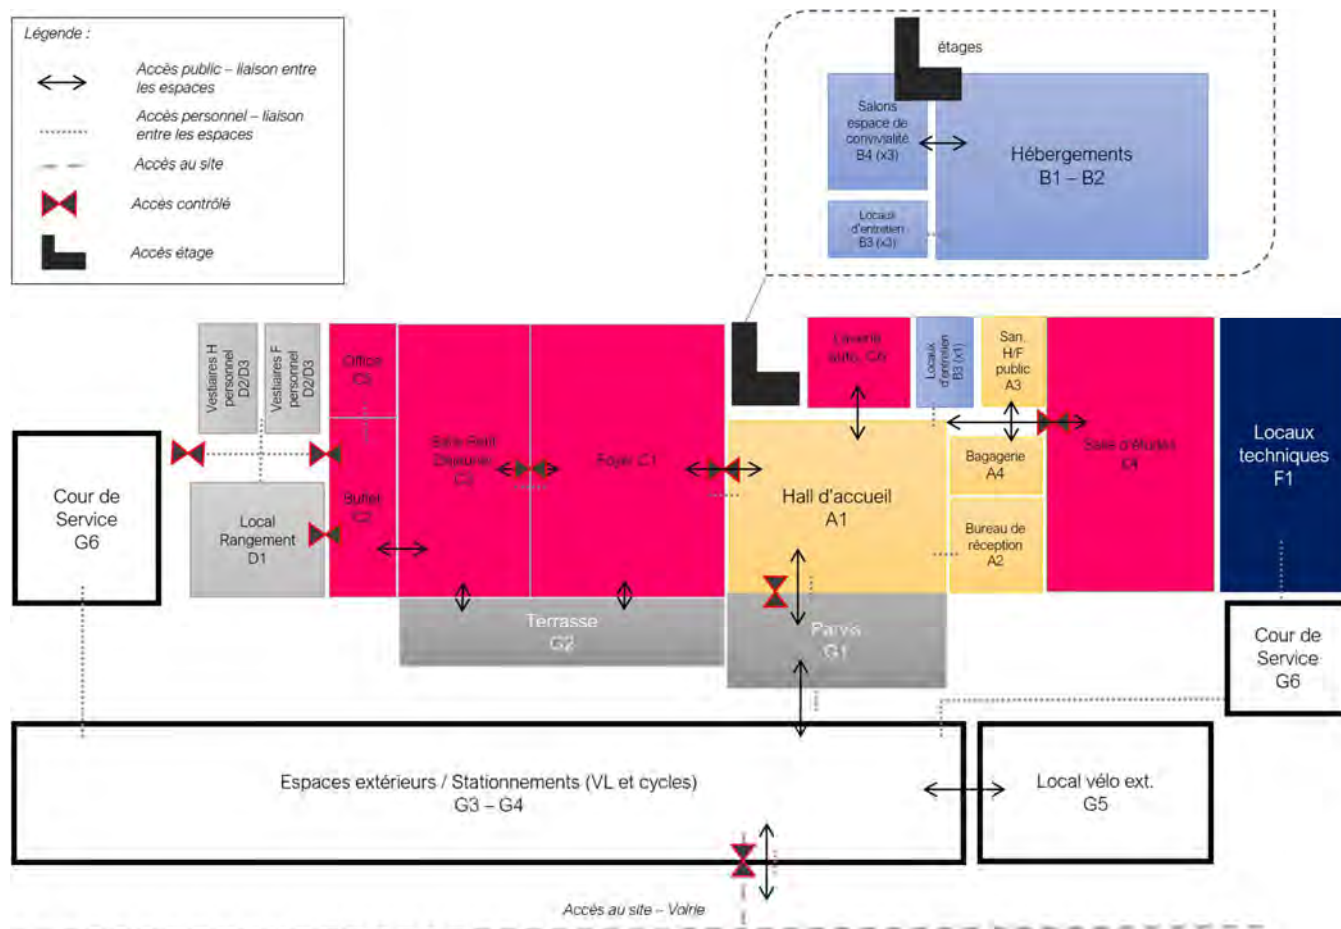 Légende :
Accès public – liaison entre
les espaces
Accès personnel – liaison
entre les espaces
Accès au site
Accès contrôlé
Accès étage
étages
Salons
espace de
convivialité
B4 (x3)
Hébergements
B1 – B2
Locaux
d'entretien
B3 (x3)
Vestiaires H
personnel
D2/D3
Vestiaires F
personnel
D2/D3
Office
Laverie
auto. C6
Locaux
d'entretien
B3 (x1)
San.
H/F
public
A3
Cour de
Service
G6
Local
Rangement
D1
Buffet
C2
Salle Petit
Déjeuner
Foyer C1
Hall d'accueil
A1
Bagagerie
A4
Bureau de
réception
A2
Salle d'études
C4
Locaux
techniques
F1
Terrasse
G2
Parvis
G1
Cour de
Service
G6
Espaces extérieurs / Stationnements (VL et cycles)
G3 – G4
Local vélo ext.
G5
Accès au site – Voirie